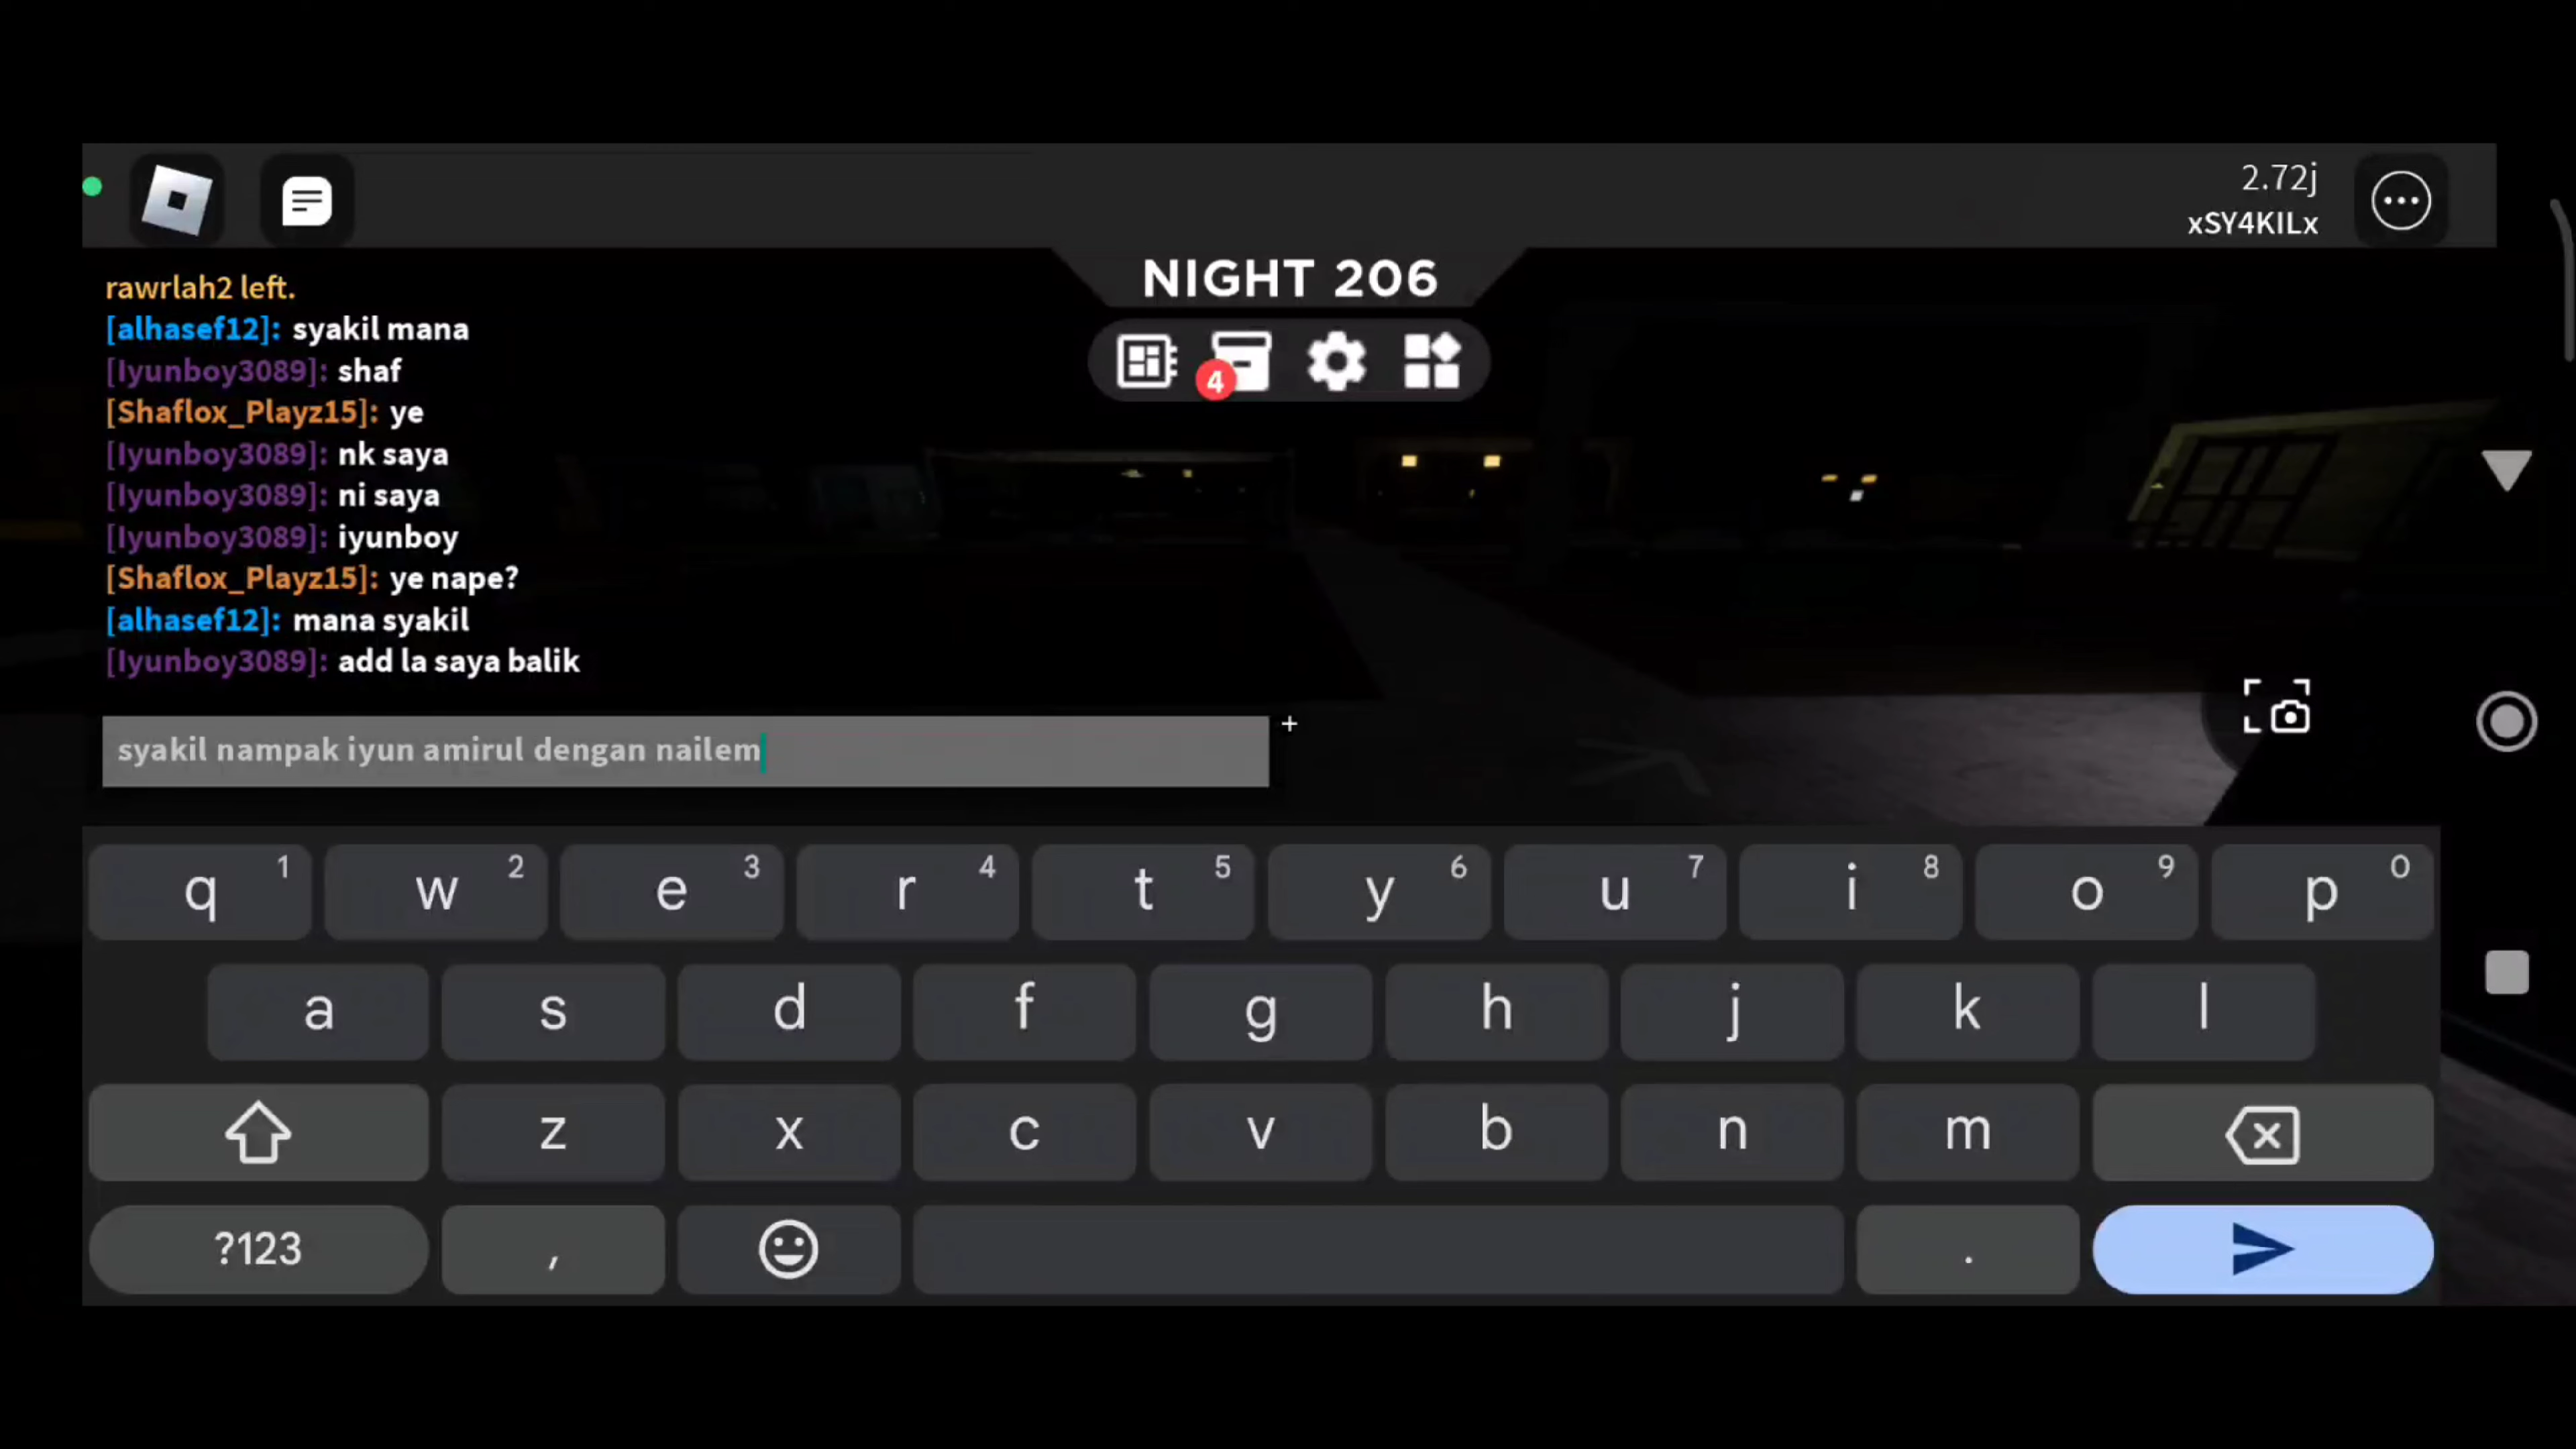 2.72j
xSY4KILx
NIGHT 206
4
rawrlah2 left.
[alhasef12]: syakil mana
[Iyunboy3089]: shaf
[Shaflox_Playz15]: ye
[Iyunboy3089]: nk saya
[Iyunboy3089]: ni saya
[Iyunboy3089]: iyunboy
[Shaflox_Playz15]: ye nape?
[alhasef12]: mana syakil
[Iyunboy3089]: add la saya balik
syakil nampak iyun amirul dengan nailem
q 1 w 2 e 3 r 4 t 5 y 6 u 7 i 8 o 9 p 0
a s d f g h j k l
z x c v b n m
?123 , .